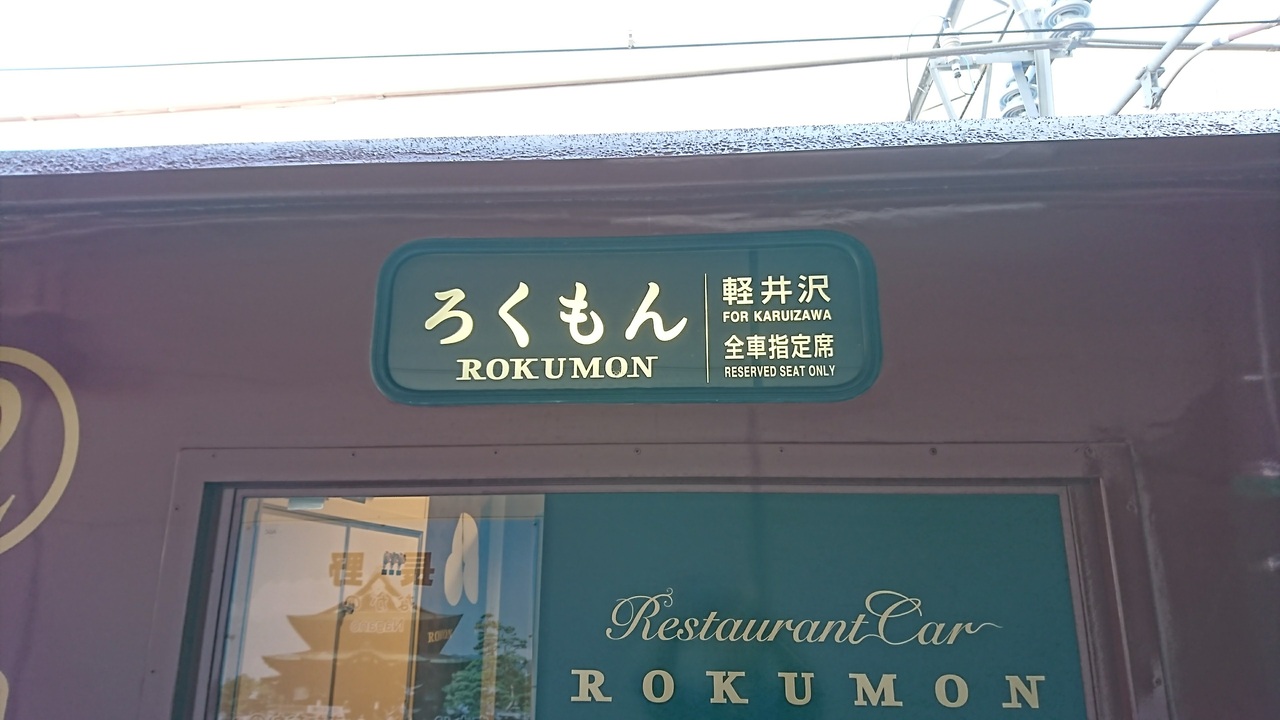 ろくもん
ROKUMON
軽井沢
FOR KARUIZAWA
全車指定席
RESERVED SEAT ONLY
Restaurant Car
ROKUMON